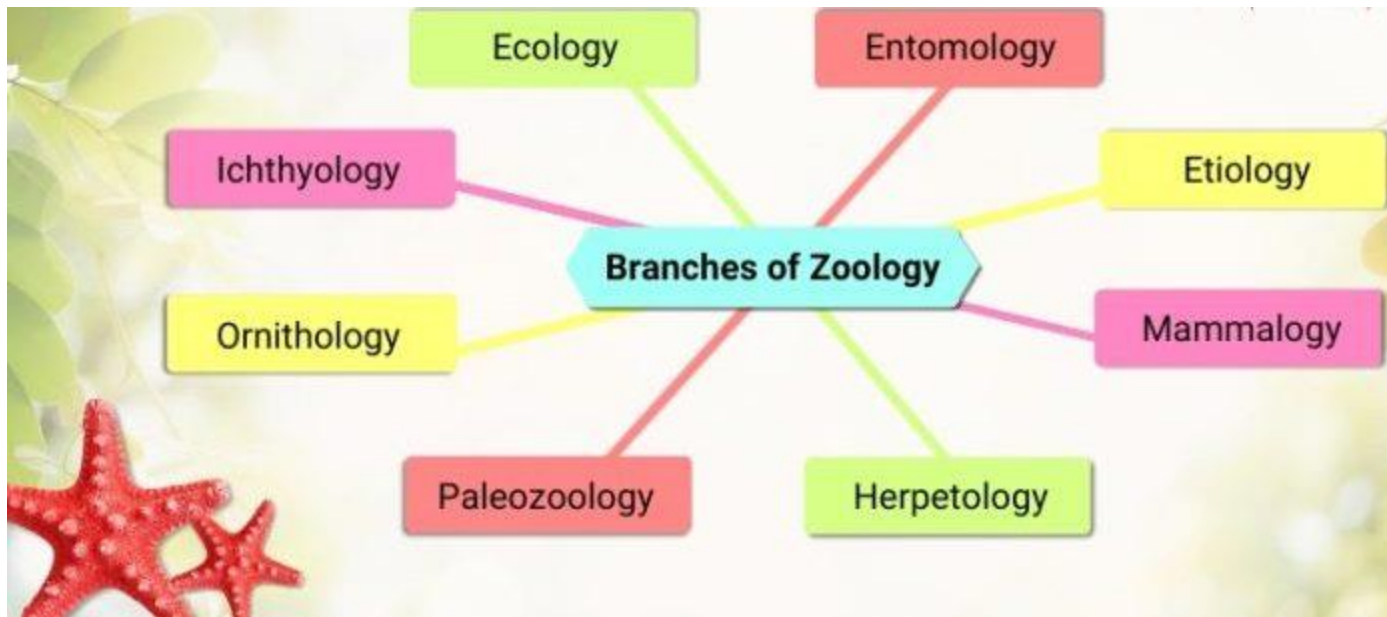 Ecology
Entomology
Ichthyology
Etiology
Branches of Zoology
Ornithology
Mammalogy
Paleozoology
Herpetology